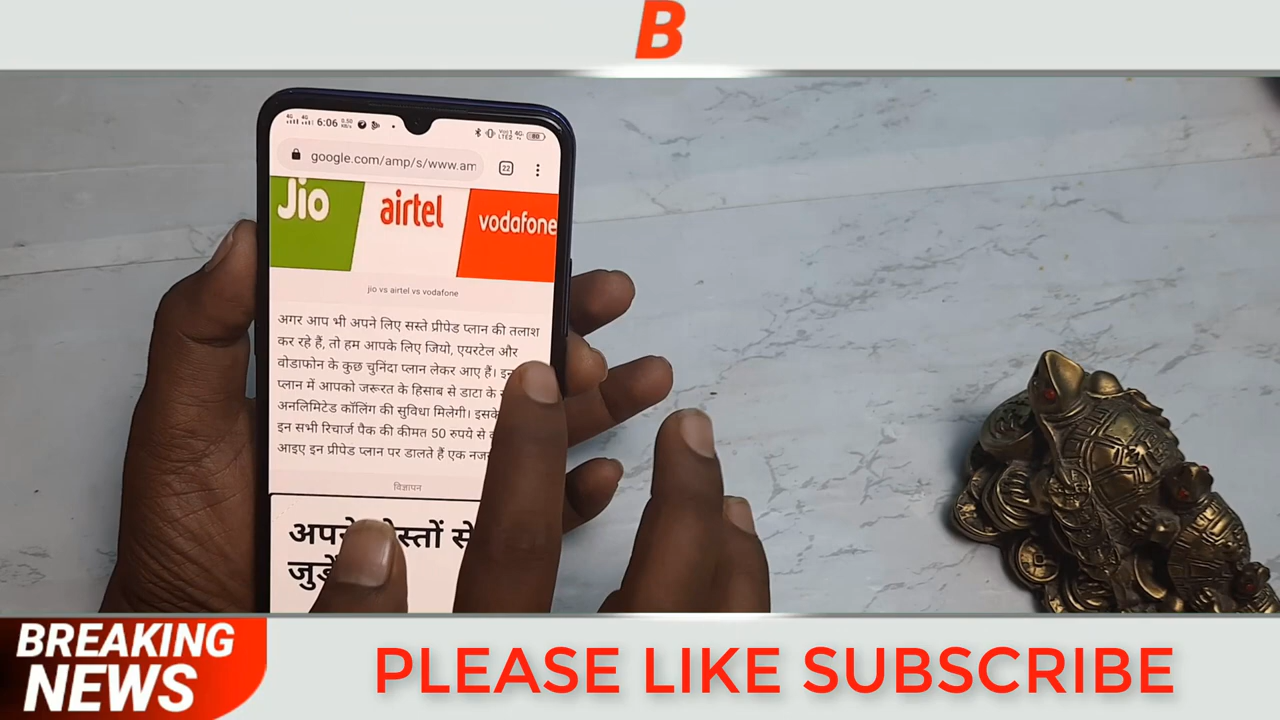 B
6:06
google.com/amp/s/www.am
22
Jio
airtel
vodafone
jio vs airtel vs vodafone
अगर आप भी अपने लिए सस्ते प्रीपेड प्लान की तलाश
कर रहे हैं, तो हम आपके लिए जियो, एयरटेल और
वोडाफोन के कुछ चुनिंदा प्लान लेकर आए हैं।
प्लान में आपको जरूरत के हिसाब से डाटा के
अनलिमिटेड कॉलिंग की सुविधा मिलेगी।
इन सभी रिचार्ज पैक की कीमत 50 रुपये से
आइए इन प्रीपेड प्लान पर डालते हैं एक
विज्ञापन
BREAKING
NEWS
PLEASE LIKE SUBSCRIBE